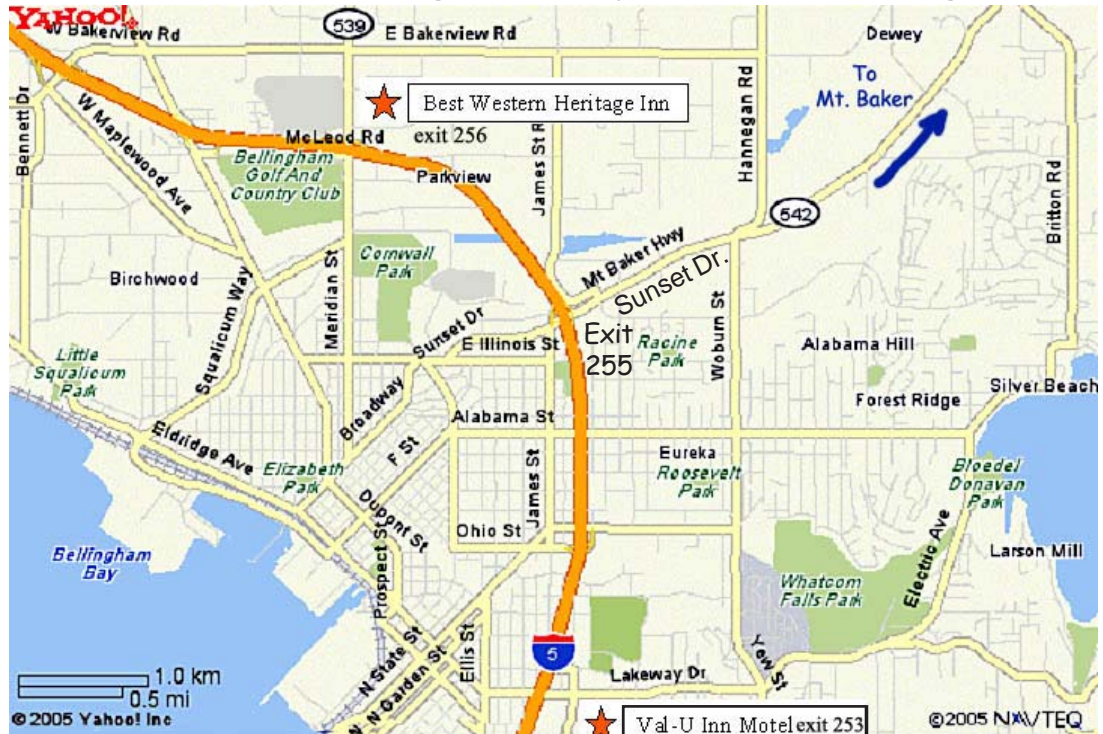 YAHOO!
W Bakerview Rd
539
E Bakerview Rd
Dewey
To
Mt. Baker
Best Western Heritage Inn
exit 256
McLeod Rd
Bennett Dr
W Maplewood Ave
Bellingham
Golf And
Country Club
Parkview
James St R
Hannegan Rd
Britton Rd
542
Mt Baker Hwy
Sunset Dr.
Cornwall
Park
Birchwood
Squalicum Way
Meridian St
Sunset Dr
E Illinois St
Exit
255
Racine
Park
Woburn St
Alabama Hill
Little
Squalicum
Park
Silver Beach
Forest Ridge
Broadway
Alabama St
Eldridge Ave
F St
Elizabeth
Park
Eureka
Roosevelt
Park
Bloedel
Donavan
Park
James St
Dupont St
Ohio St
Bellingham
Bay
Prospect St
Larson Mill
Electric Ave
Whatcom
Falls Park
N State St
N Garden St
Ellis St
5
Yew St
Lakeway Dr
1.0 km
0.5 mi
© 2005 Yahoo! Inc
Val-U Inn Motel exit 253
©2005 NAVTEQ